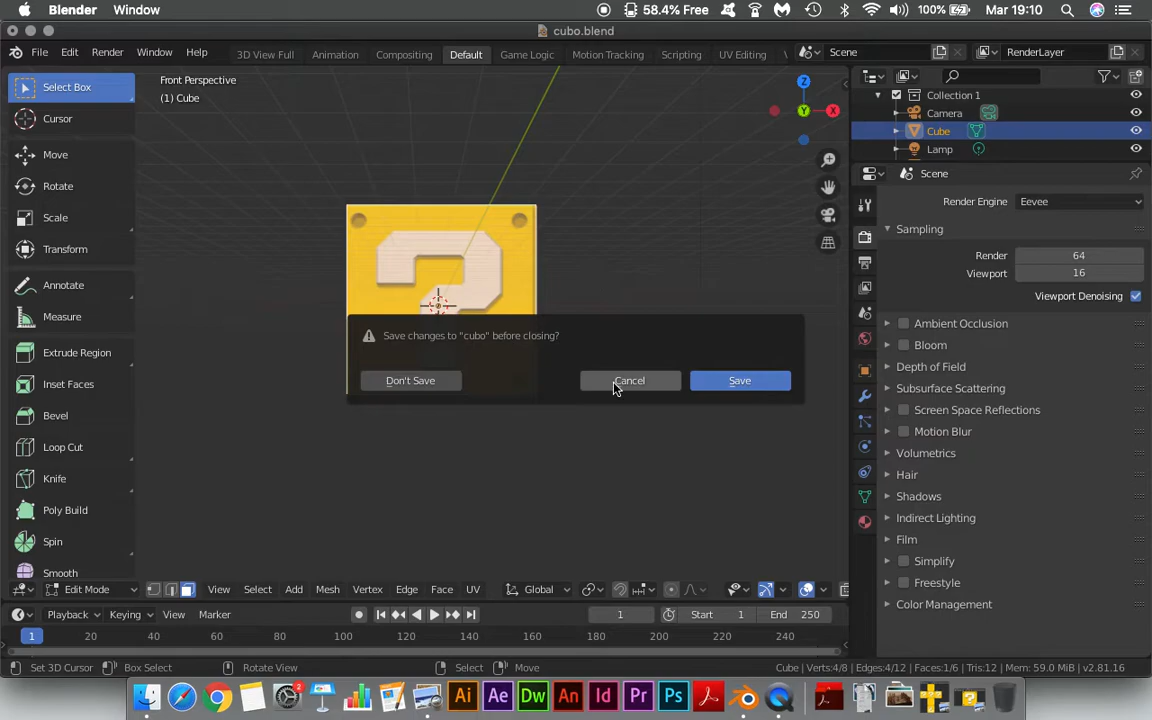 Blender Window 58.4% Free 100% Mar 19:10
cubo.blend
File Edit Render Window Help 3D View Full Animation Compositing Default Game Logic Motion Tracking Scripting UV Editing Scene RenderLayer
Select Box
Cursor
Move
Rotate
Scale
Transform
Annotate
Measure
Extrude Region
Inset Faces
Bevel
Loop Cut
Knife
Poly Build
Spin
Smooth
Front Perspective
(1) Cube
Z
Y
X
?
Save changes to "cubo" before closing?
Don't Save Cancel Save
Collection 1
Camera
Cube
Lamp
Scene
Render Engine Eevee
Sampling
Render 64
Viewport 16
Viewport Denoising
Ambient Occlusion
Bloom
Depth of Field
Subsurface Scattering
Screen Space Reflections
Motion Blur
Volumetrics
Hair
Shadows
Indirect Lighting
Film
Simplify
Freestyle
Color Management
Edit Mode View Select Add Mesh Vertex Edge Face UV Global
Playback Keying View Marker 1 Start 1 End 250
1 20 40 60 80 100 120 140 160 180 200 220 240
Set 3D Cursor Box Select Rotate View Select Move Cube | Verts:4/8 | Edges:4/12 | Faces:1/6 | Tris:12 | Mem: 59.0 MiB | v2.81.16
2 Ai Ae Dw An Id Pr Ps